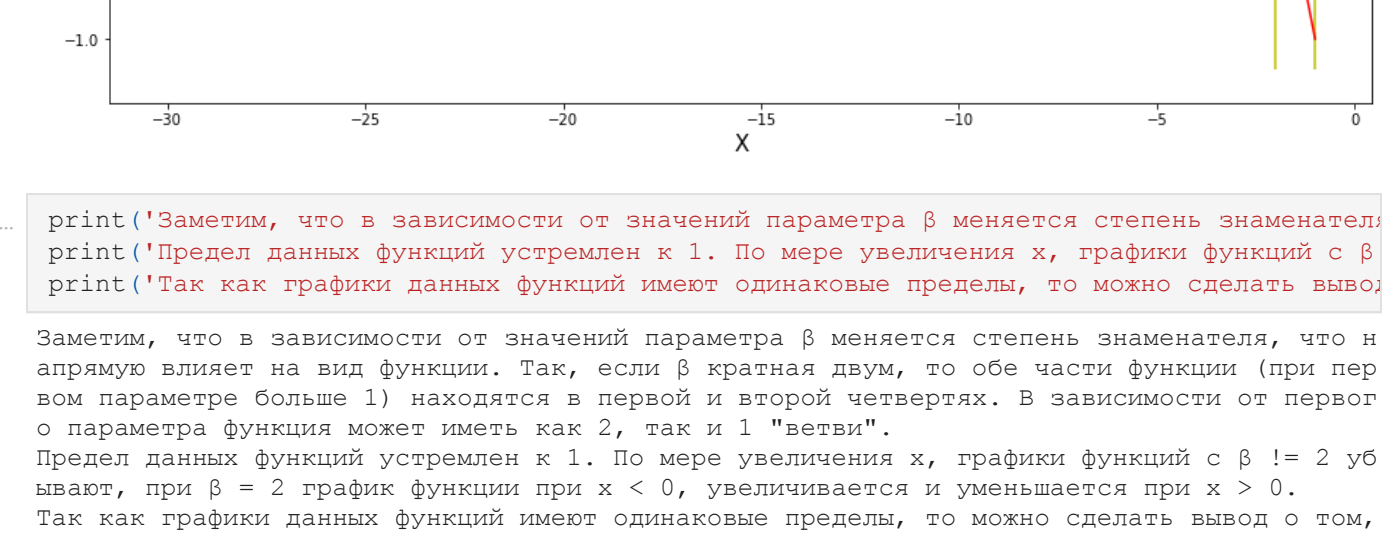 −1.0
−30 −25 −20 −15 −10 −5 0
X
print('Заметим, что в зависимости от значений параметра β меняется степень знаменателя
print('Предел данных функций устремлен к 1. По мере увеличения x, графики функций с β
print('Так как графики данных функций имеют одинаковые пределы, то можно сделать вывод
Заметим, что в зависимости от значений параметра β меняется степень знаменателя, что н
апрямую влияет на вид функции. Так, если β кратная двум, то обе части функции (при пер
вом параметре больше 1) находятся в первой и второй четвертях. В зависимости от первог
о параметра функция может иметь как 2, так и 1 "ветви".
Предел данных функций устремлен к 1. По мере увеличения x, графики функций с β != 2 уб
ывают, при β = 2 график функции при x < 0, увеличивается и уменьшается при x > 0.
Так как графики данных функций имеют одинаковые пределы, то можно сделать вывод о том,